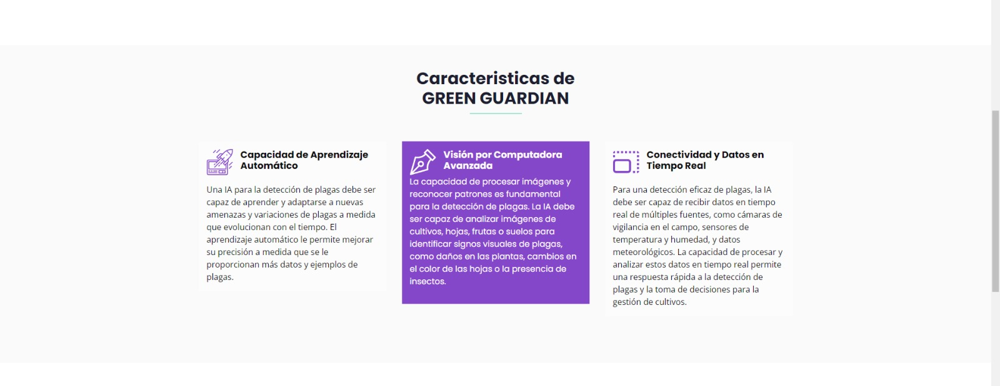 Caracteristicas de
GREEN GUARDIAN
Capacidad de Aprendizaje
Automático
Una IA para la detección de plagas debe ser
capaz de aprender y adaptarse a nuevas
amenazas y variaciones de plagas a medida
que evolucionan con el tiempo. El
aprendizaje automático le permite mejorar
su precisión a medida que se le
proporcionan más datos y ejemplos de
plagas.
Visión por Computadora
Avanzada
La capacidad de procesar imágenes y
reconocer patrones es fundamental
para la detección de plagas. La IA debe
ser capaz de analizar imágenes de
cultivos, hojas, frutas o suelos para
identificar signos visuales de plagas,
como daños en las plantas, cambios en
el color de las hojas o la presencia de
insectos.
Conectividad y Datos en
Tiempo Real
Para una detección eficaz de plagas, la IA
debe ser capaz de recibir datos en tiempo
real de múltiples fuentes, como cámaras de
vigilancia en el campo, sensores de
temperatura y humedad, y datos
meteorológicos. La capacidad de procesar y
analizar estos datos en tiempo real permite
una respuesta rápida a la detección de
plagas y la toma de decisiones para la
gestión de cultivos.